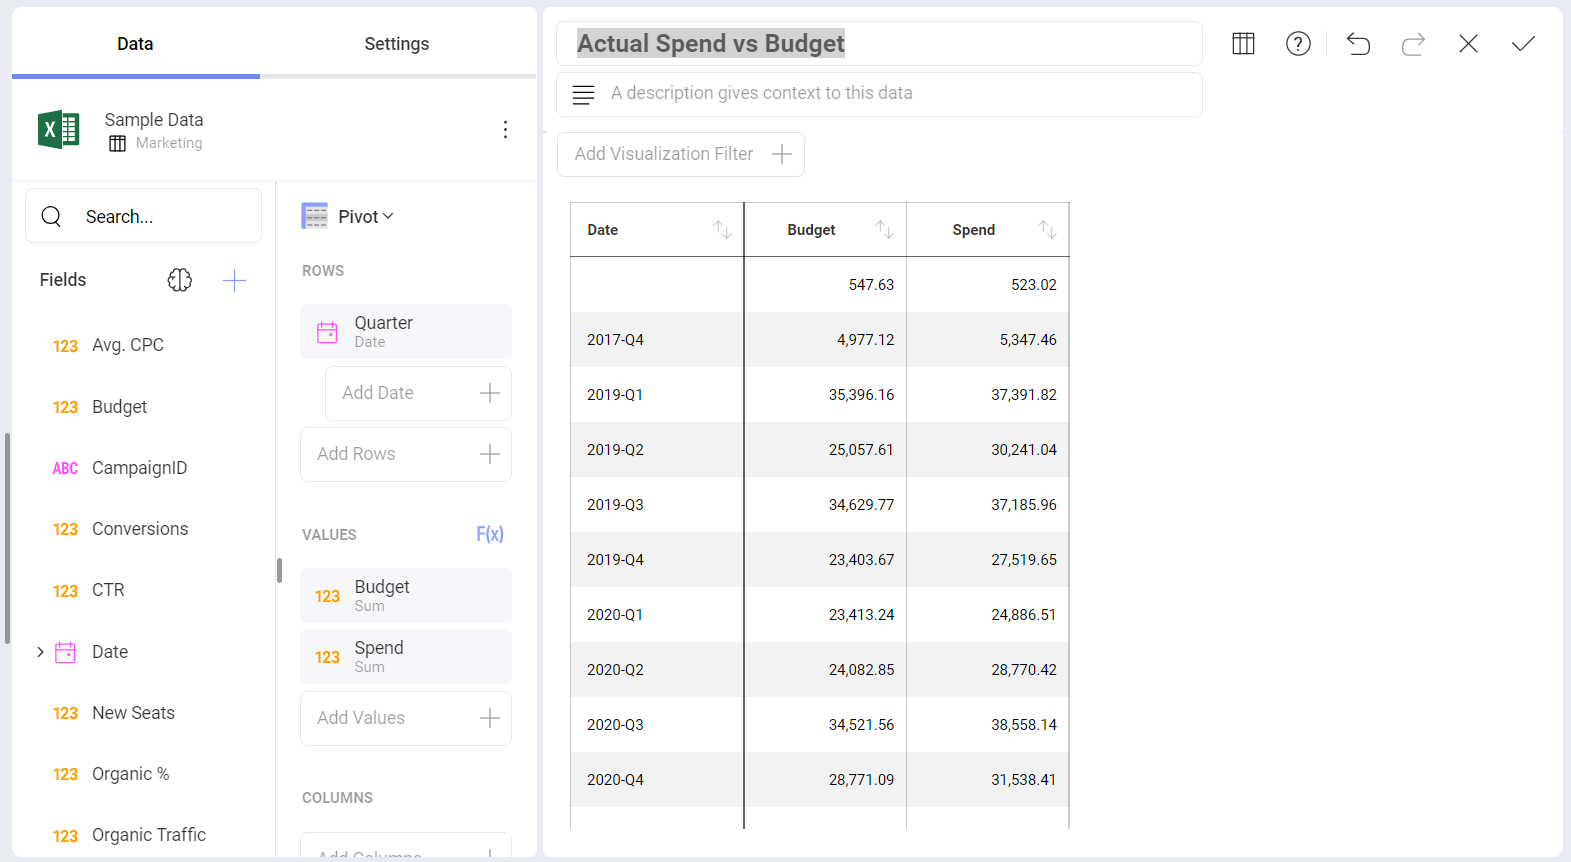 Data
Settings
Sample Data
Marketing
Search...
Fields
123 Avg. CPC
123 Budget
ABC CampaignID
123 Conversions
123 CTR
Date
123 New Seats
123 Organic %
123 Organic Traffic
Pivot
ROWS
Quarter
Date
Add Date
Add Rows
VALUES F(x)
123 Budget
Sum
123 Spend
Sum
Add Values
COLUMNS
Add Columns
Actual Spend vs Budget
A description gives context to this data
Add Visualization Filter
Date Budget Spend
547.63 523.02
2017-Q4 4,977.12 5,347.46
2019-Q1 35,396.16 37,391.82
2019-Q2 25,057.61 30,241.04
2019-Q3 34,629.77 37,185.96
2019-Q4 23,403.67 27,519.65
2020-Q1 23,413.24 24,886.51
2020-Q2 24,082.85 28,770.42
2020-Q3 34,521.56 38,558.14
2020-Q4 28,771.09 31,538.41